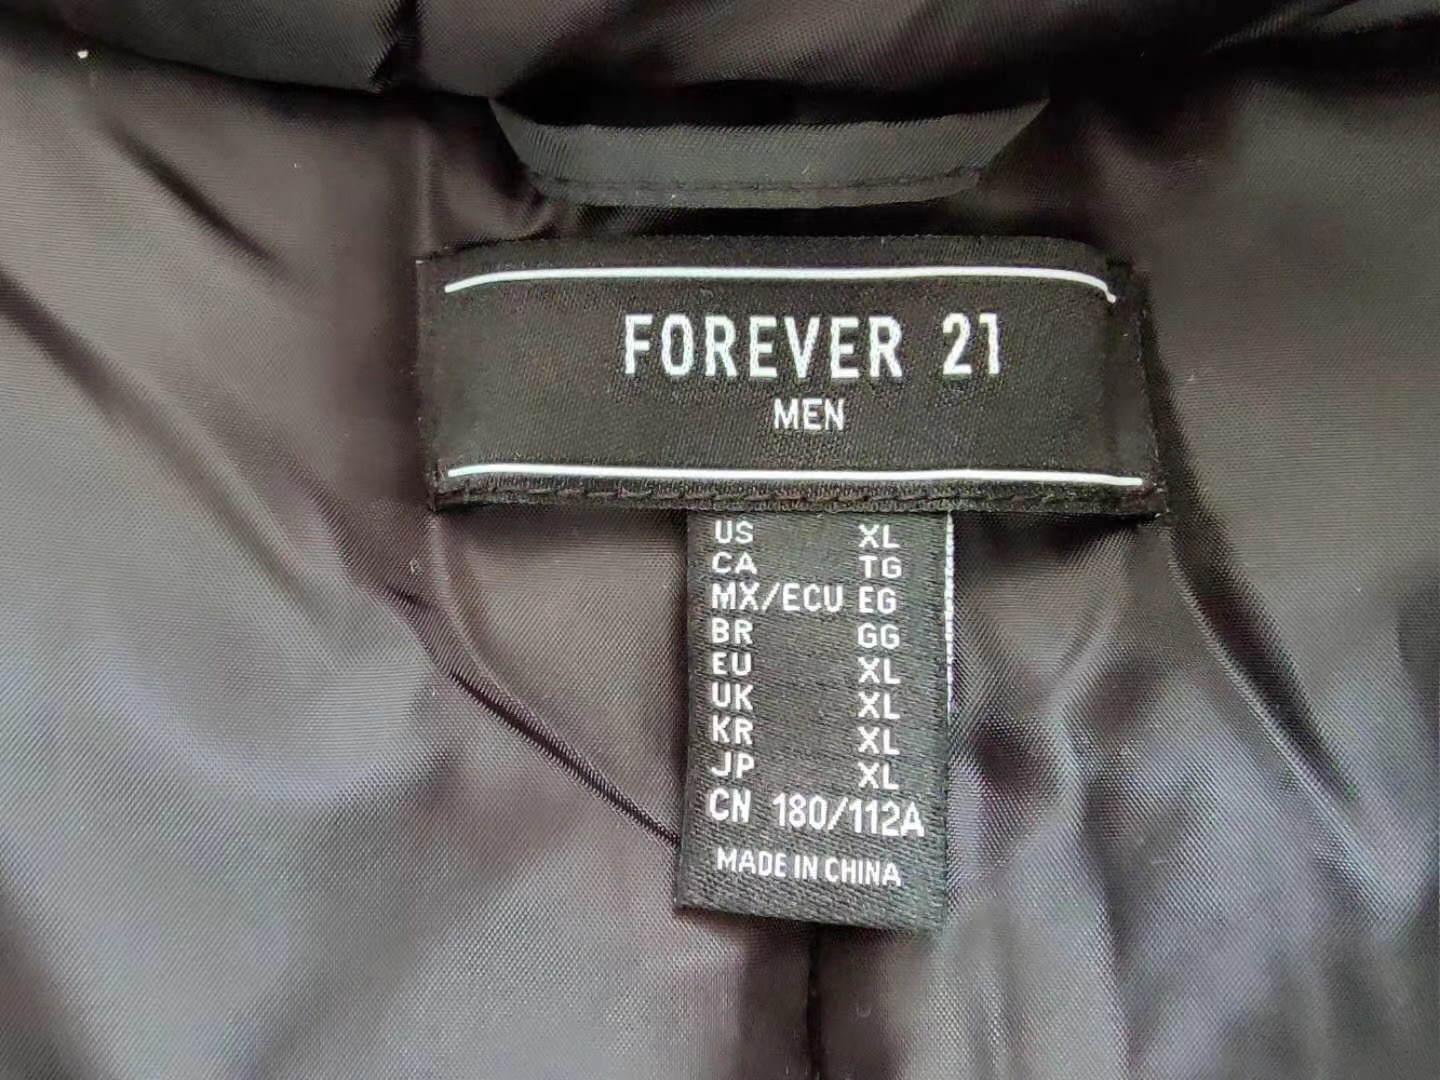 FOREVER 21
MEN
US XL
CA TG
MX/ECU EG
BR GG
EU XL
UK XL
KR XL
JP XL
CN 180/112A
MADE IN CHINA